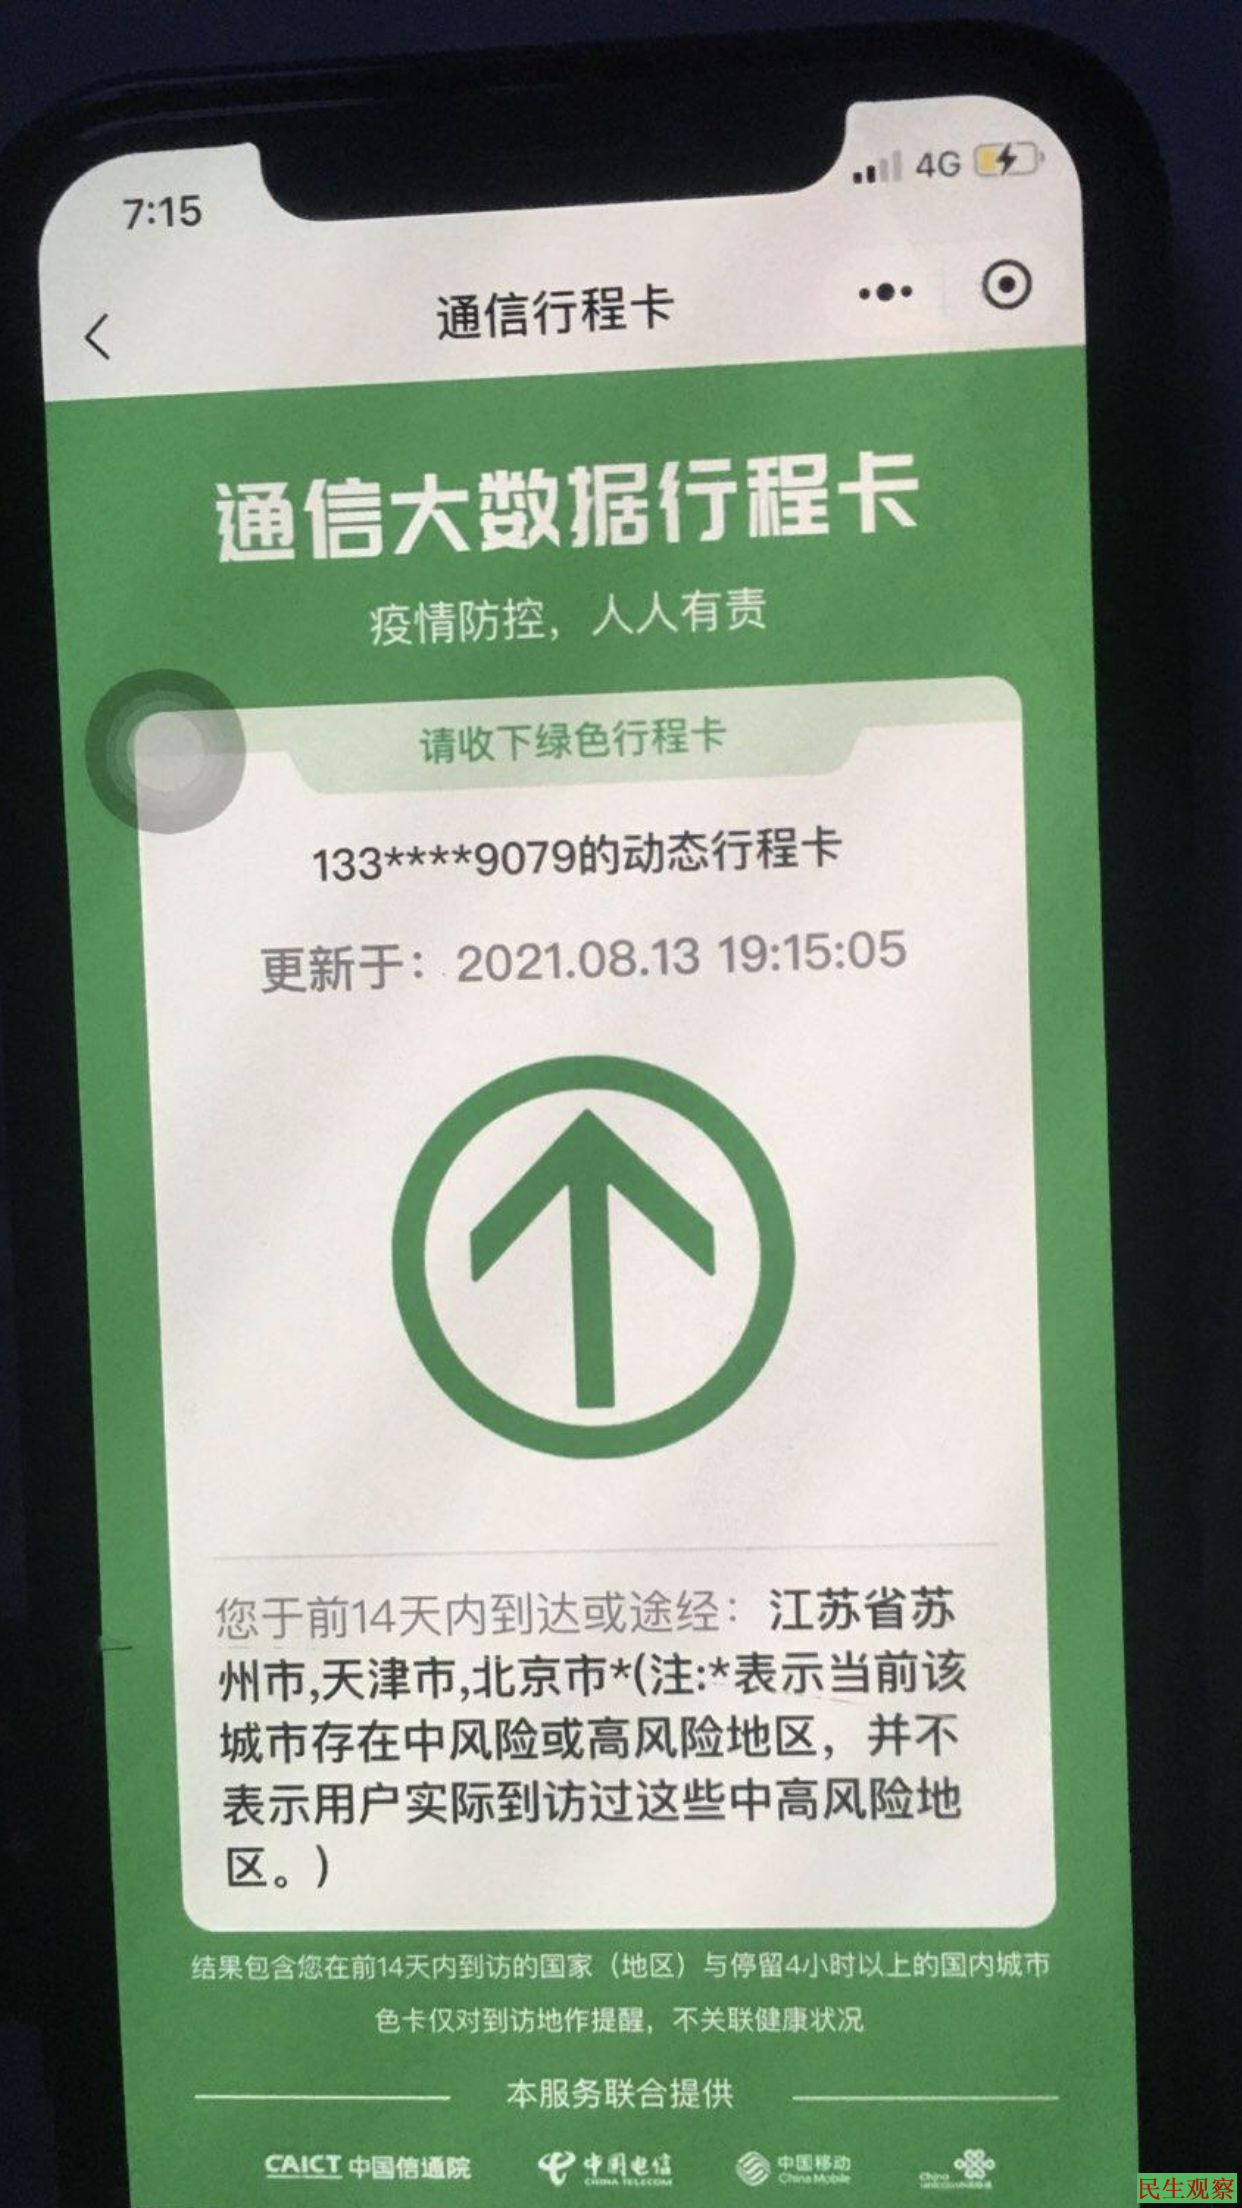 7:15
4G
通信行程卡
通信大数据行程卡
疫情防控，人人有责
请收下绿色行程卡
133****9079的动态行程卡
更新于：2021.08.13 19:15:05
您于前14天内到达或途经：江苏省苏
州市,天津市,北京市*(注:*表示当前该
城市存在中风险或高风险地区，并不
表示用户实际到访过这些中高风险地
区。)
结果包含您在前14天内到访的国家（地区）与停留4小时以上的国内城市
色卡仅对到访地作提醒，不关联健康状况
本服务联合提供
CAICT 中国信通院
中国电信
CHINA TELECOM
中国移动
China Mobile
China
民生观察